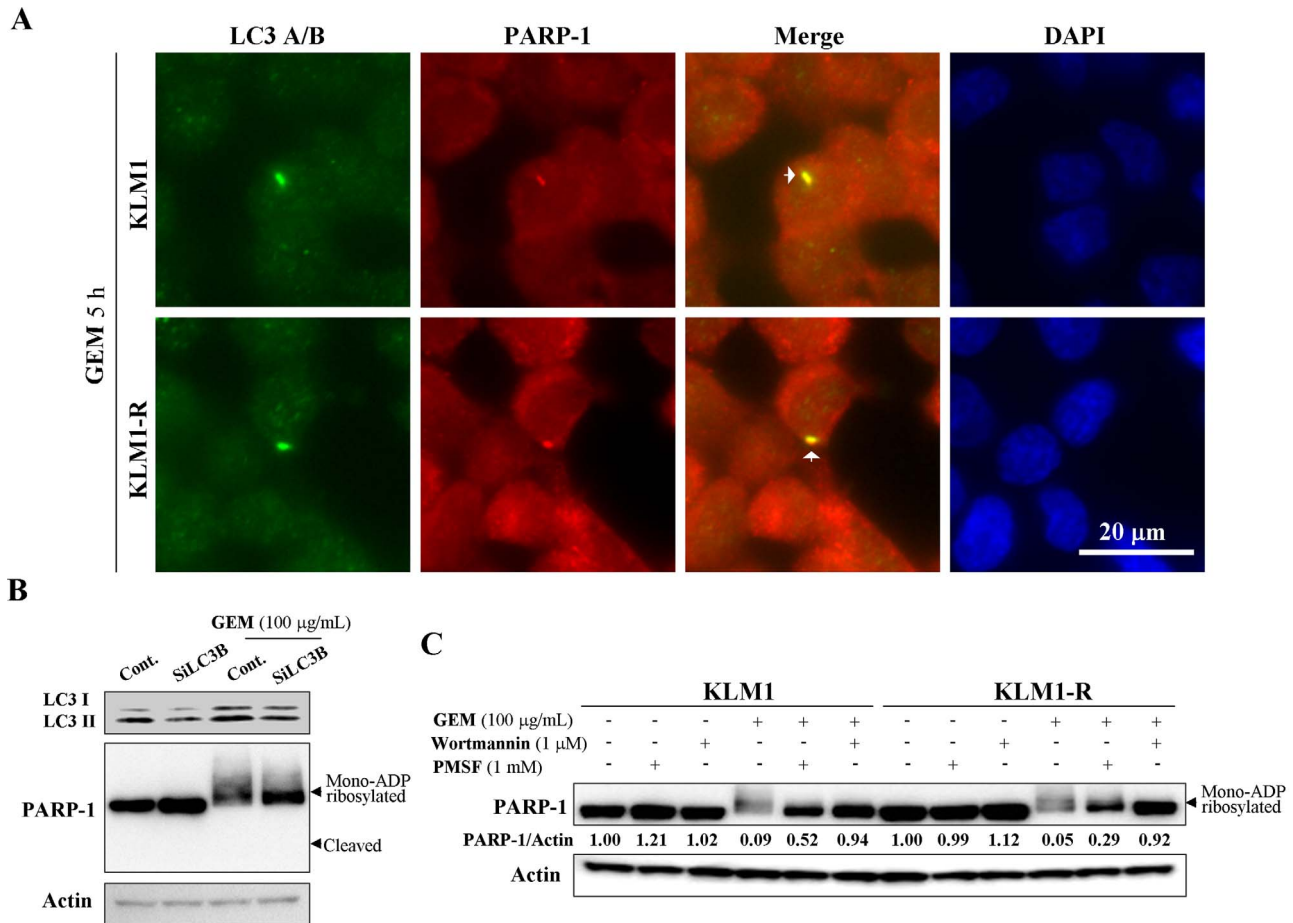 A
LC3 A/B PARP-1 Merge DAPI
GEM 5 h
KLM1
KLM1-R
20 μm
B
GEM (100 μg/mL)
Cont. SiLC3B Cont. SiLC3B
LC3 I
LC3 II
PARP-1
Mono-ADP
ribosylated
Cleaved
Actin
C
KLM1 KLM1-R
GEM (100 μg/mL) - - - + + + - - - + + +
Wortmannin (1 μM) - - + - - + - - + - - +
PMSF (1 mM) - + - - + - - + - - + -
PARP-1
Mono-ADP
ribosylated
PARP-1/Actin 1.00 1.21 1.02 0.09 0.52 0.94 1.00 0.99 1.12 0.05 0.29 0.92
Actin